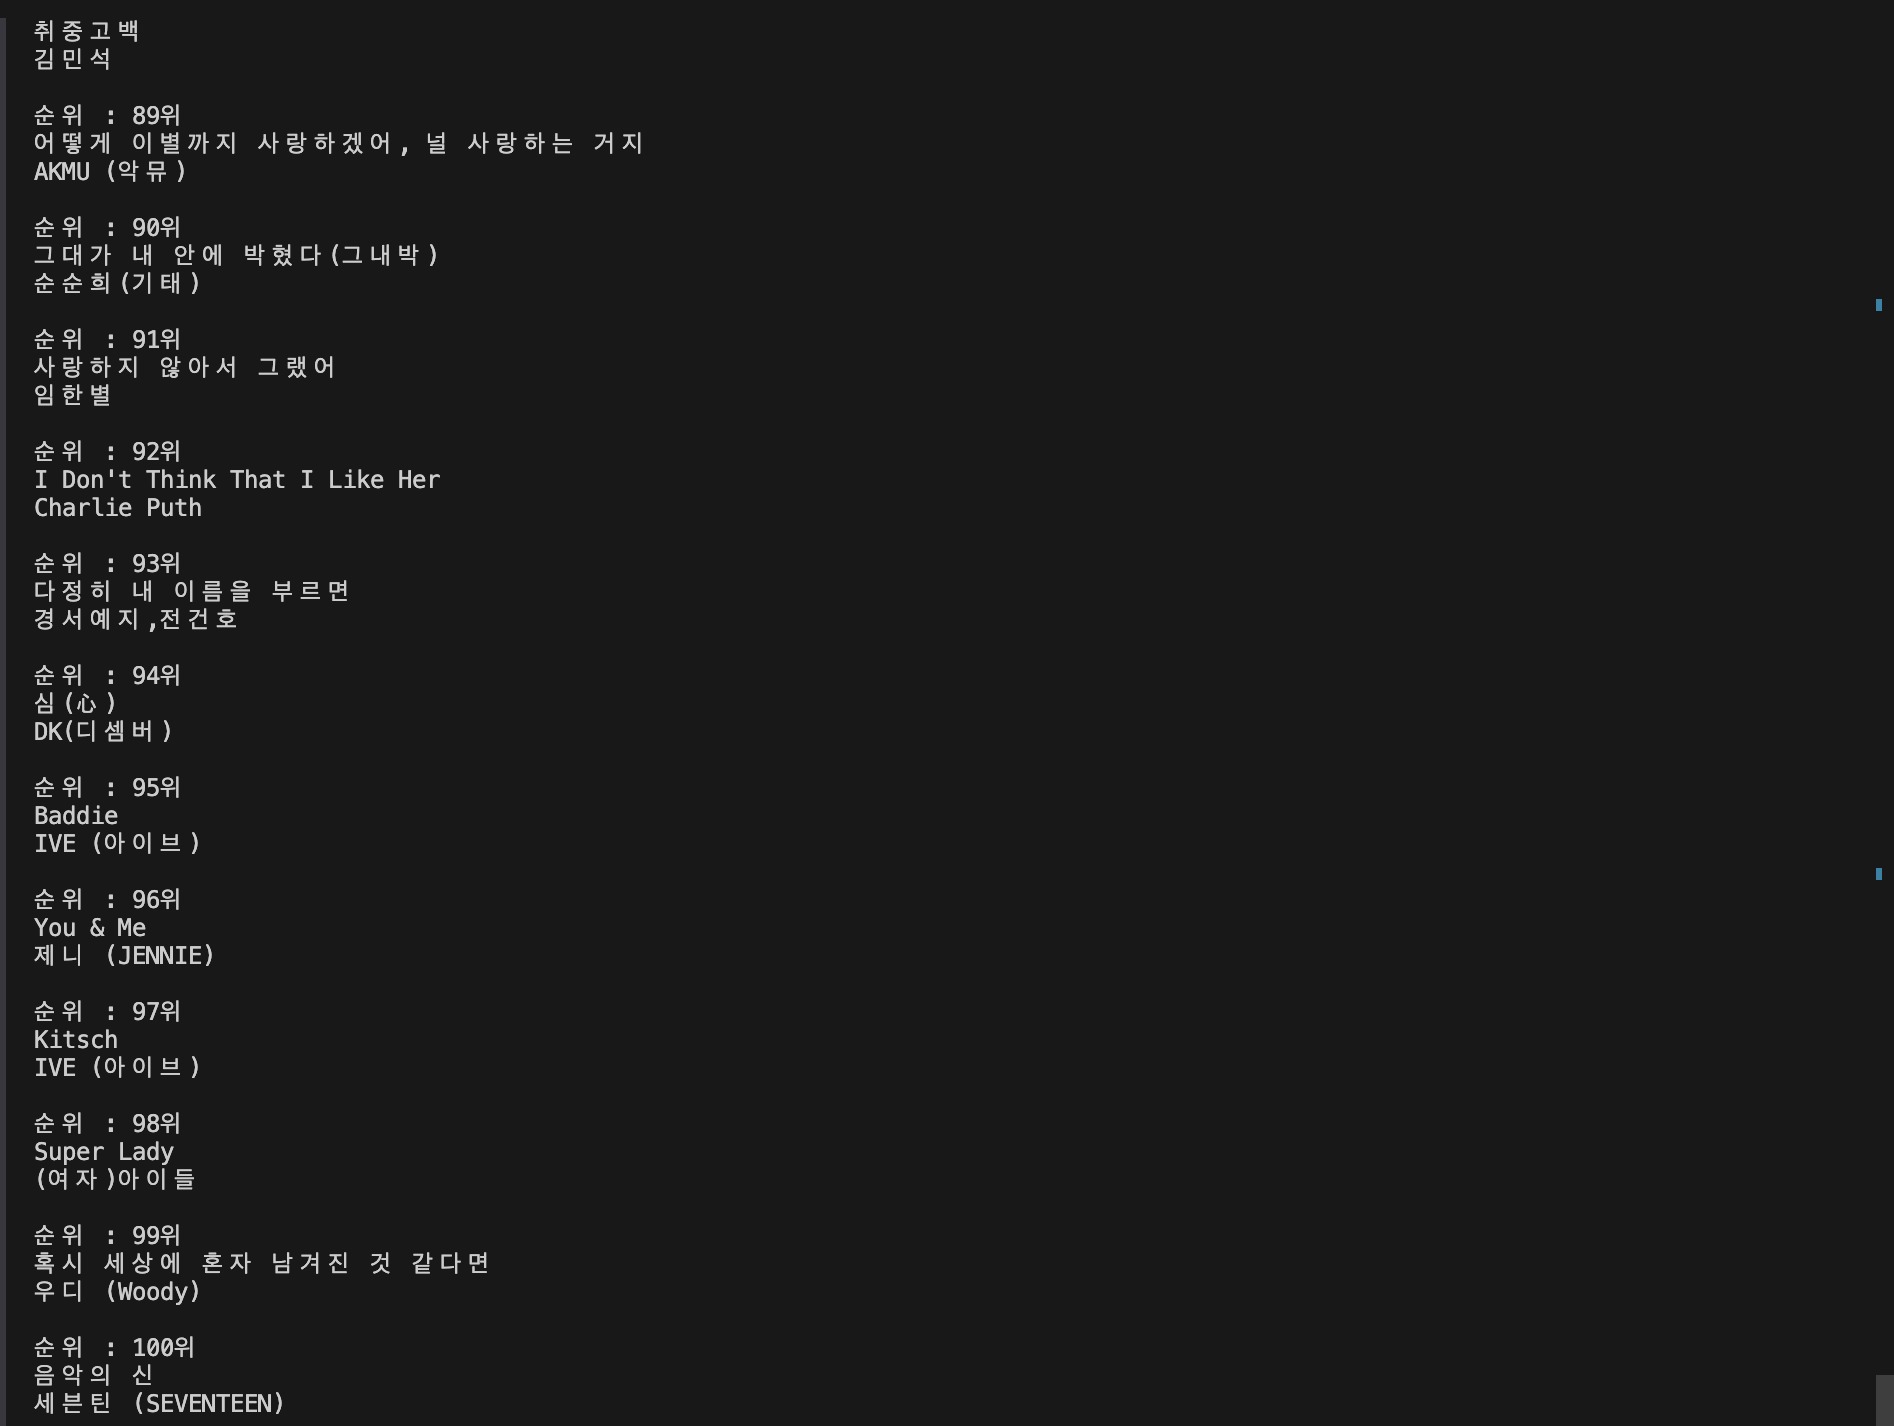 취중고백
김민석
순위 : 89위
어떻게 이별까지 사랑하겠어, 널 사랑하는 거지
AKMU (악뮤)
순위 : 90위
그대가 내 안에 박혔다(그내박)
순순희(기태)
순위 : 91위
사랑하지 않아서 그랬어
임한별
순위 : 92위
I Don't Think That I Like Her
Charlie Puth
순위 : 93위
다정히 내 이름을 부르면
경서예지,전건호
순위 : 94위
심(心)
DK(디셈버)
순위 : 95위
Baddie
IVE (아이브)
순위 : 96위
You & Me
제니 (JENNIE)
순위 : 97위
Kitsch
IVE (아이브)
순위 : 98위
Super Lady
(여자)아이들
순위 : 99위
혹시 세상에 혼자 남겨진 것 같다면
우디 (Woody)
순위 : 100위
음악의 신
세븐틴 (SEVENTEEN)